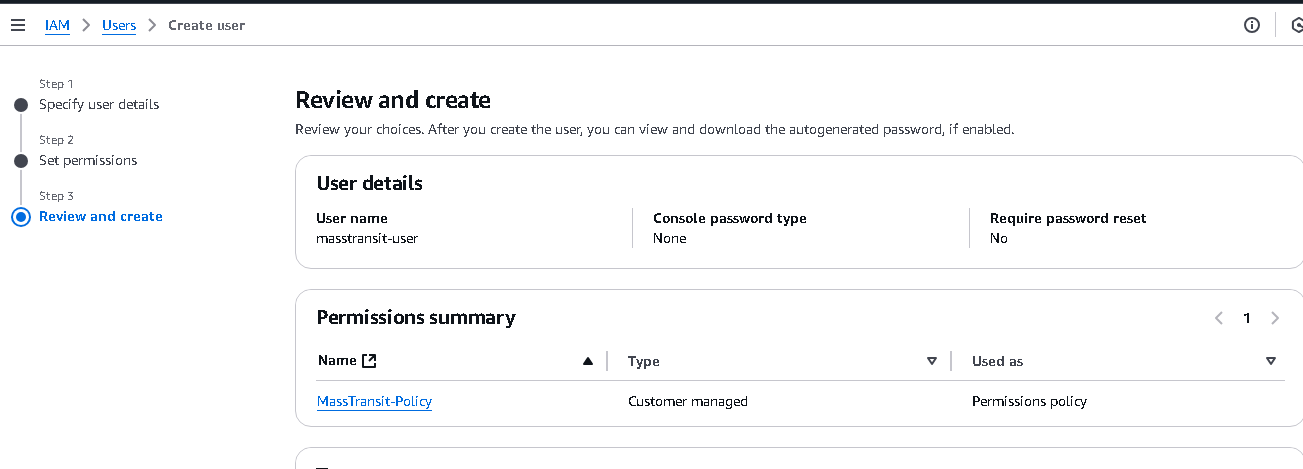 IAM > Users > Create user
Step 1
Specify user details
Step 2
Set permissions
Step 3
Review and create
Review and create
Review your choices. After you create the user, you can view and download the autogenerated password, if enabled.
User details
User name
masstransit-user
Console password type
None
Require password reset
No
Permissions summary
1
Name Type Used as
MassTransit-Policy Customer managed Permissions policy